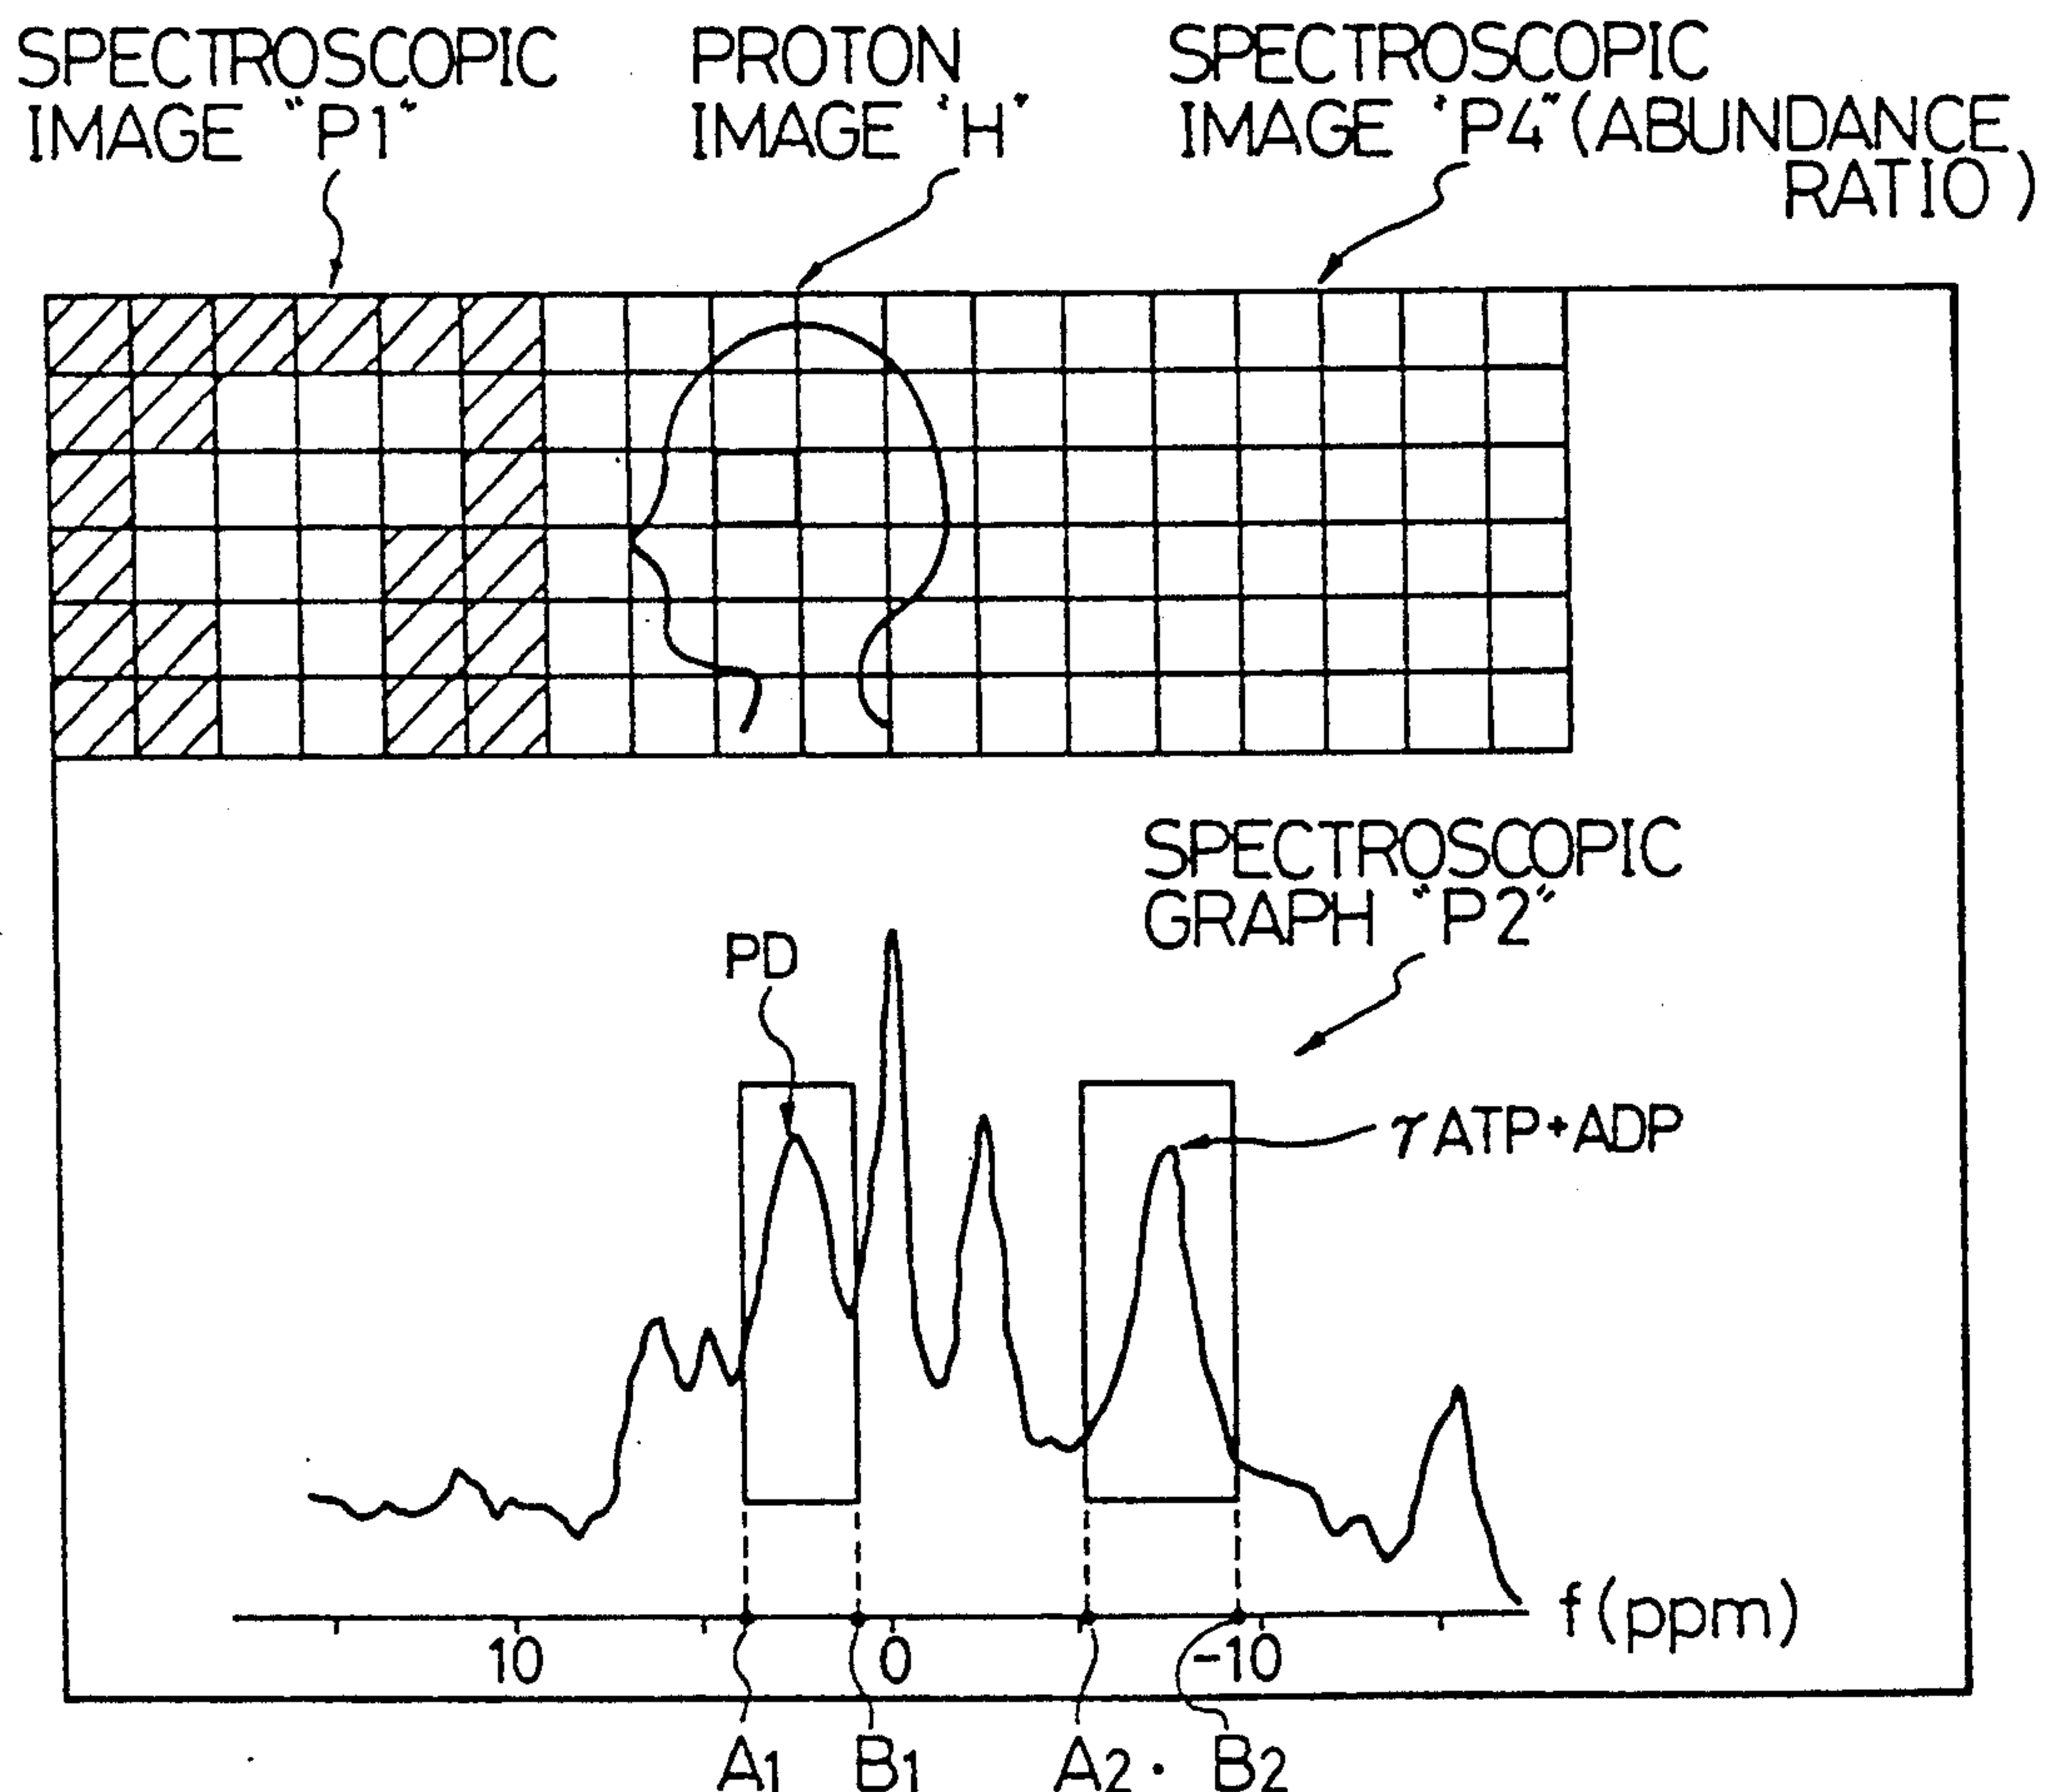 SPECTROSCOPIC
IMAGE "P1"
PROTON
IMAGE "H"
SPECTROSCOPIC
IMAGE "P4" (ABUNDANCE
RATIO)
SPECTROSCOPIC
GRAPH "P2"
PD
γATP+ADP
f(ppm)
10
0
-10
A1
B1
A2.
B2